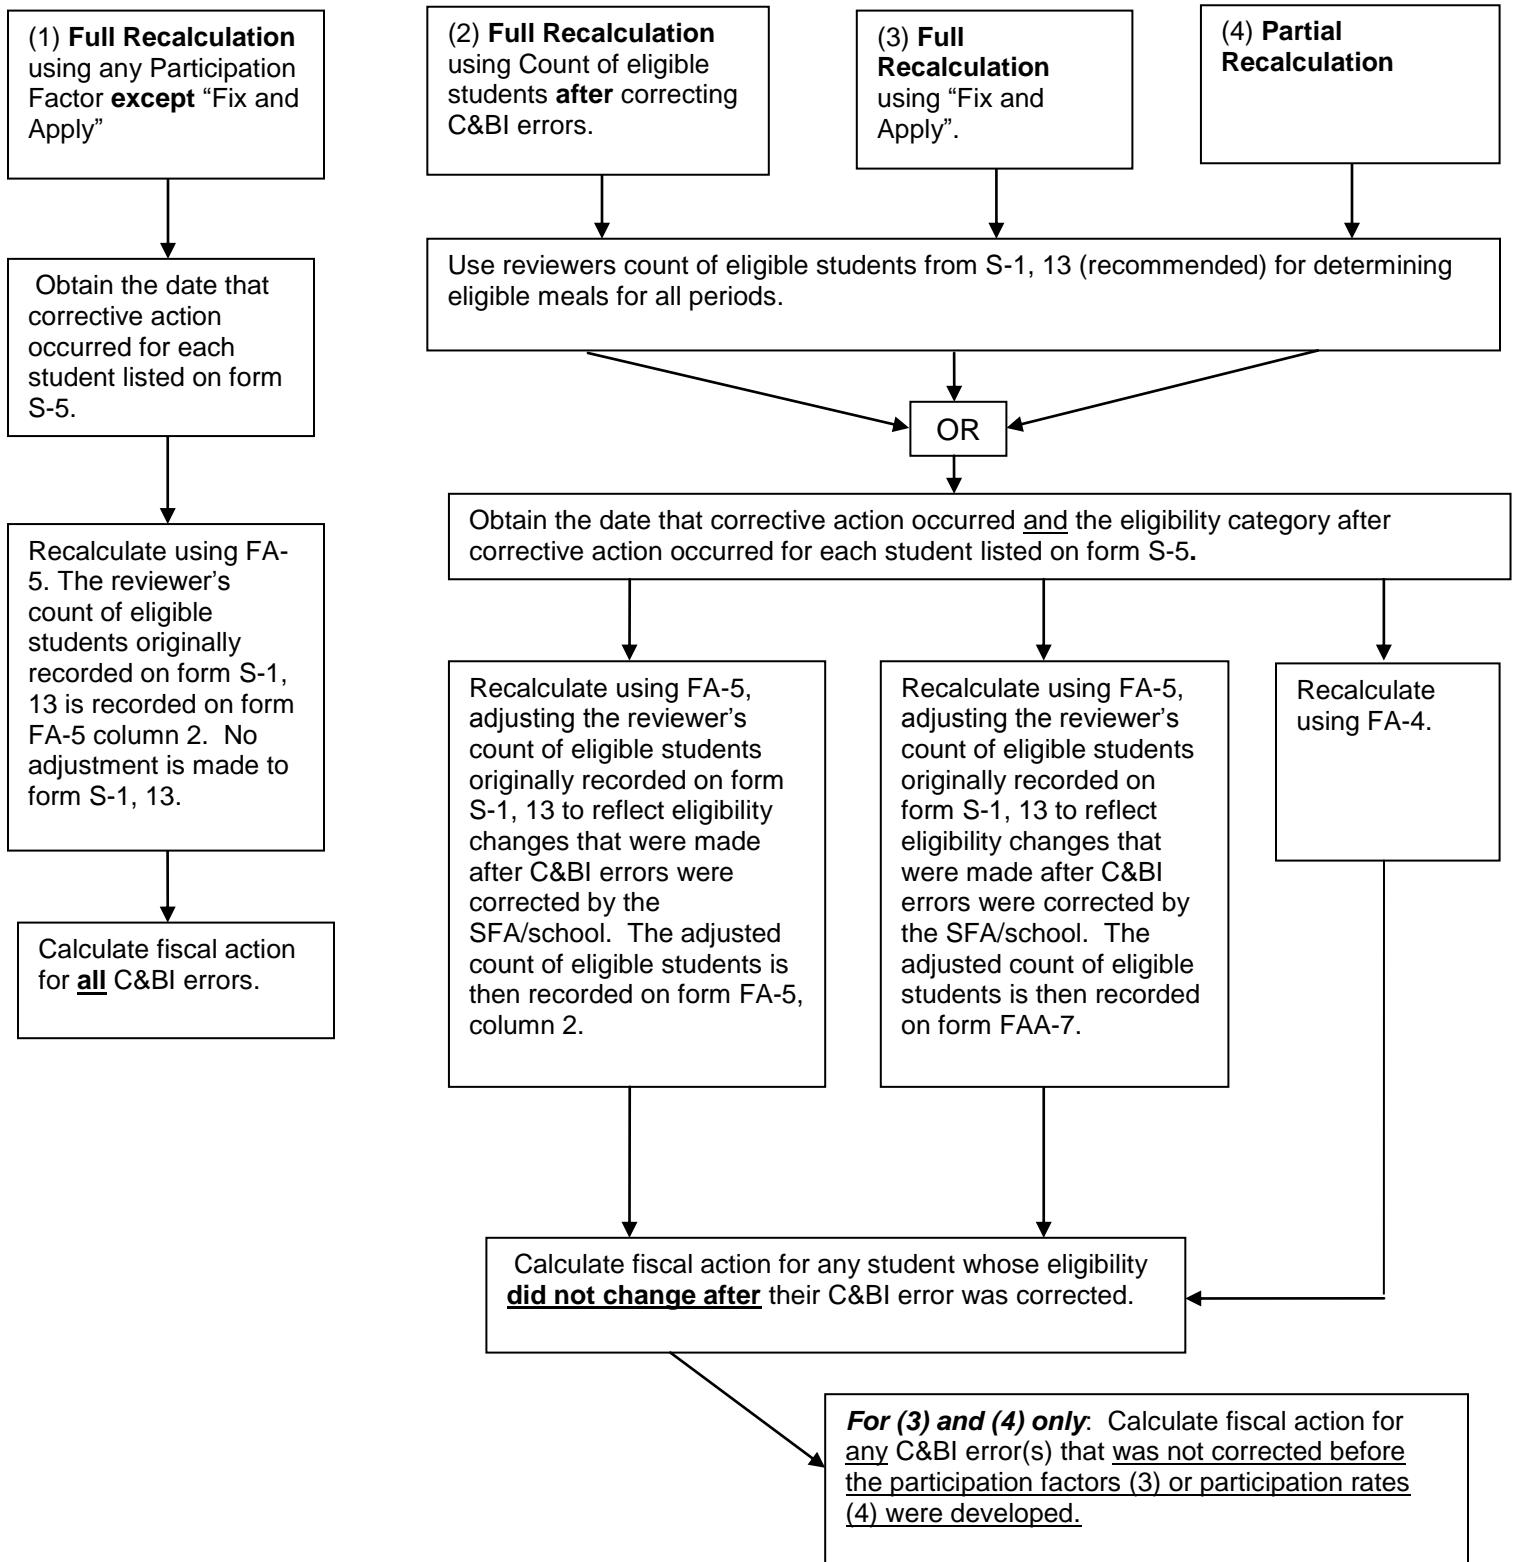 (1) Full Recalculation
using any Participation
Factor except “Fix and
Apply”
(2) Full Recalculation
using Count of eligible
students after correcting
C&BI errors.
(3) Full
Recalculation
using “Fix and
Apply”.
(4) Partial
Recalculation
Obtain the date that
corrective action
occurred for each
student listed on form
S-5.
Recalculate using FA-
5. The reviewer’s
count of eligible
students originally
recorded on form S-1,
13 is recorded on form
FA-5 column 2.  No
adjustment is made to
form S-1, 13.
Calculate fiscal action
for all C&BI errors.
Use reviewers count of eligible students from S-1, 13 (recommended) for determining
eligible meals for all periods.
OR
Obtain the date that corrective action occurred and the eligibility category after
corrective action occurred for each student listed on form S-5.
Recalculate using FA-5,
adjusting the reviewer’s
count of eligible students
originally recorded on form
S-1, 13 to reflect eligibility
changes that were made
after C&BI errors were
corrected by the
SFA/school.  The adjusted
count of eligible students is
then recorded on form FA-5,
column 2.
Recalculate using FA-5,
adjusting the reviewer’s
count of eligible students
originally recorded on
form S-1, 13 to reflect
eligibility changes that
were made after C&BI
errors were corrected by
the SFA/school.  The
adjusted count of eligible
students is then recorded
on form FAA-7.
Recalculate
using FA-4.
Calculate fiscal action for any student whose eligibility
did not change after their C&BI error was corrected.
For (3) and (4) only:  Calculate fiscal action for
any C&BI error(s) that was not corrected before
the participation factors (3) or participation rates
(4) were developed.